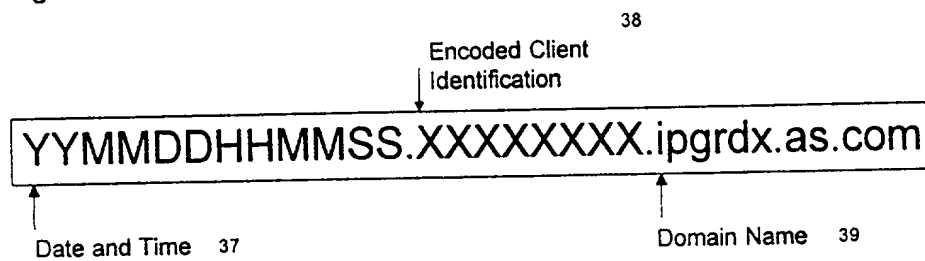 38
Encoded Client
Identification
YYMMDDHHMMSS.XXXXXXXX.ipgrdx.as.com
Date and Time 37
Domain Name 39